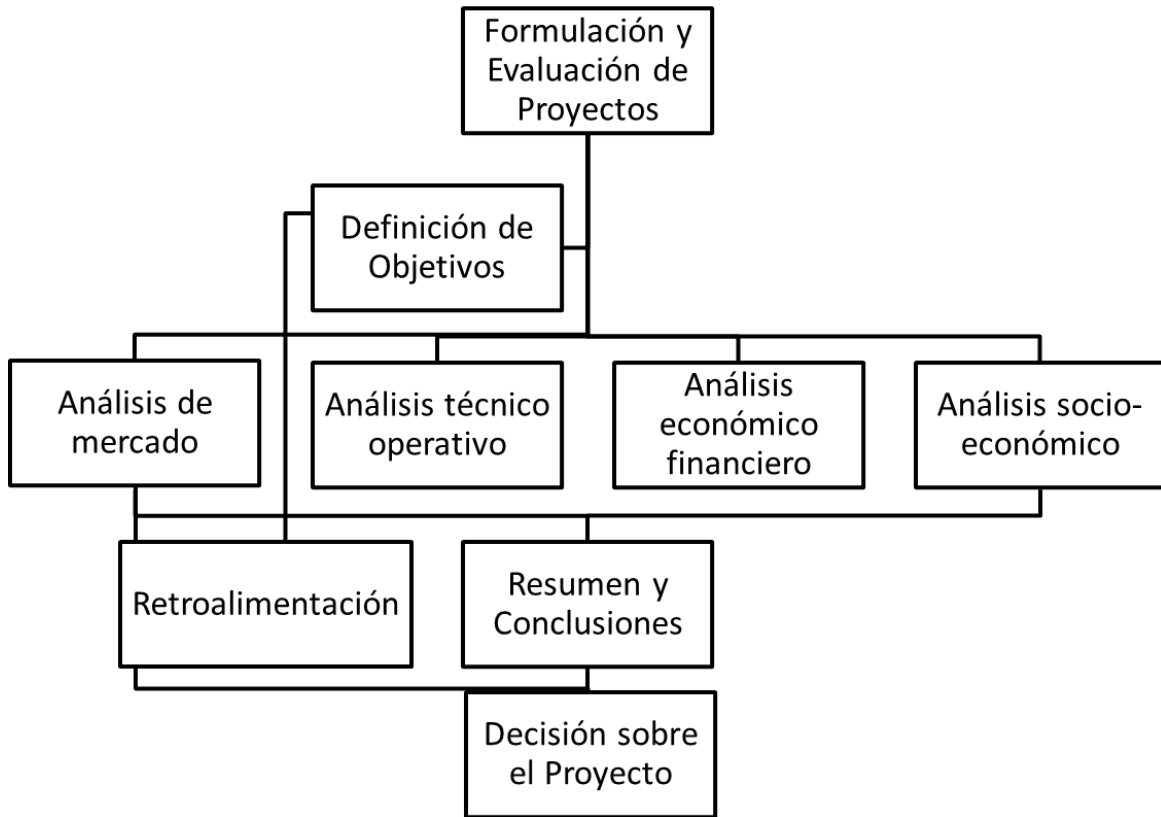 Formulación y
Evaluación de
Proyectos
Definición de
Objetivos
Análisis de
mercado
Análisis técnico
operativo
Análisis
económico
financiero
Análisis socio-
económico
Retroalimentación
Resumen y
Conclusiones
Decisión sobre
el Proyecto